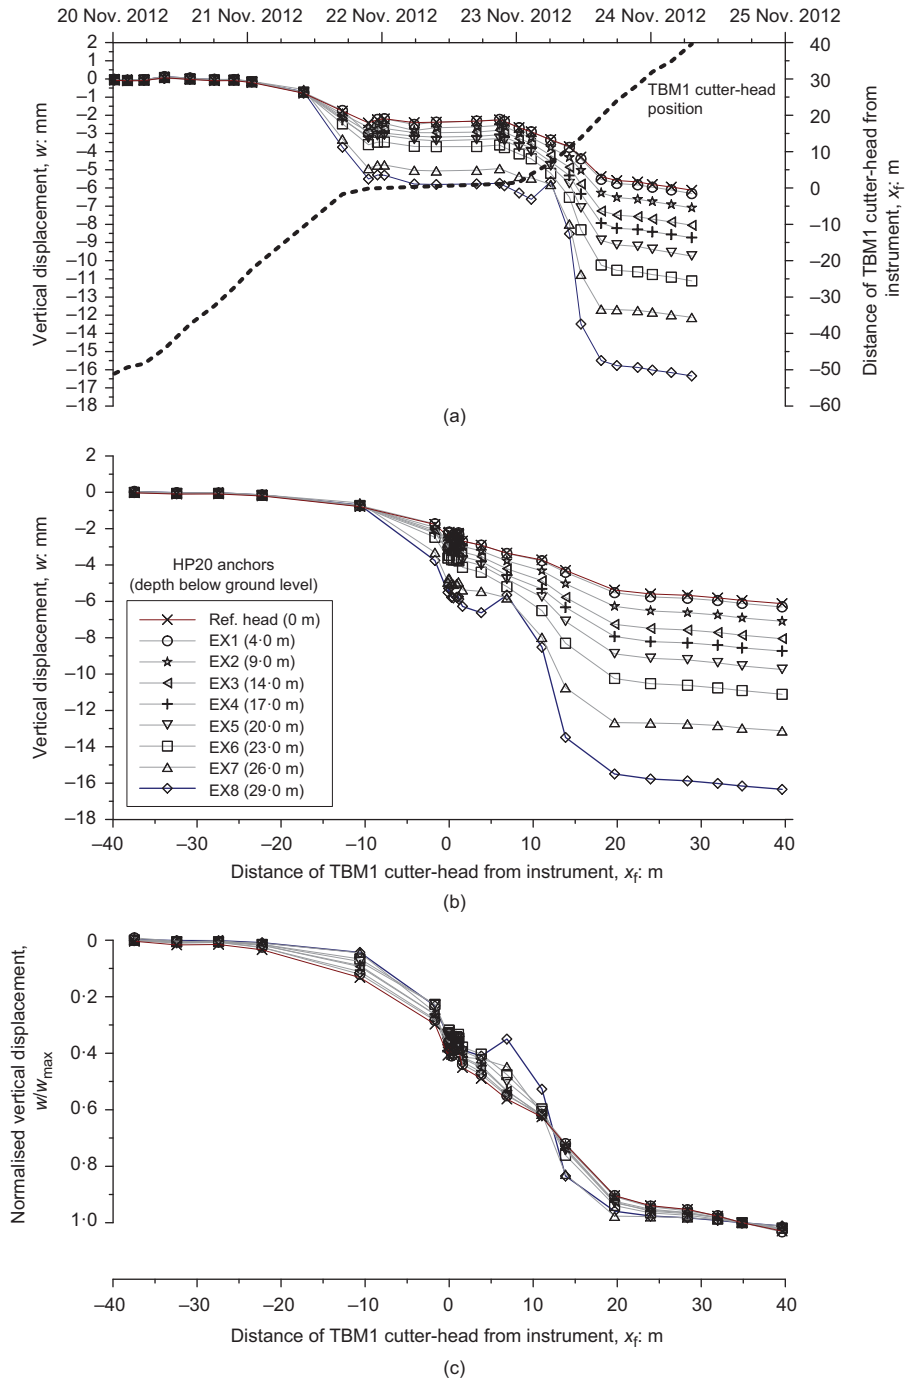 20 Nov. 2012 21 Nov. 2012 22 Nov. 2012 23 Nov. 2012 24 Nov. 2012 25 Nov. 2012
Vertical displacement, w: mm
2
1
0
–1
–2
–3
–4
–5
–6
–7
–8
–9
–10
–11
–12
–13
–14
–15
–16
–17
–18
TBM1 cutter-head
position
40
30
20
10
0
–10
–20
–30
–40
–50
–60
Distance of TBM1 cutter-head from
instrument, xf: m
(a)
Vertical displacement, w: mm
2
0
–2
–4
–6
–8
–10
–12
–14
–16
–18
HP20 anchors
(depth below ground level)
Ref. head (0 m)
EX1 (4·0 m)
EX2 (9·0 m)
EX3 (14·0 m)
EX4 (17·0 m)
EX5 (20·0 m)
EX6 (23·0 m)
EX7 (26·0 m)
EX8 (29·0 m)
–40 –30 –20 –10 0 10 20 30 40
Distance of TBM1 cutter-head from instrument, xf: m
(b)
Normalised vertical displacement,
w/wmax
0
0·2
0·4
0·6
0·8
1·0
–40 –30 –20 –10 0 10 20 30 40
Distance of TBM1 cutter-head from instrument, xf: m
(c)